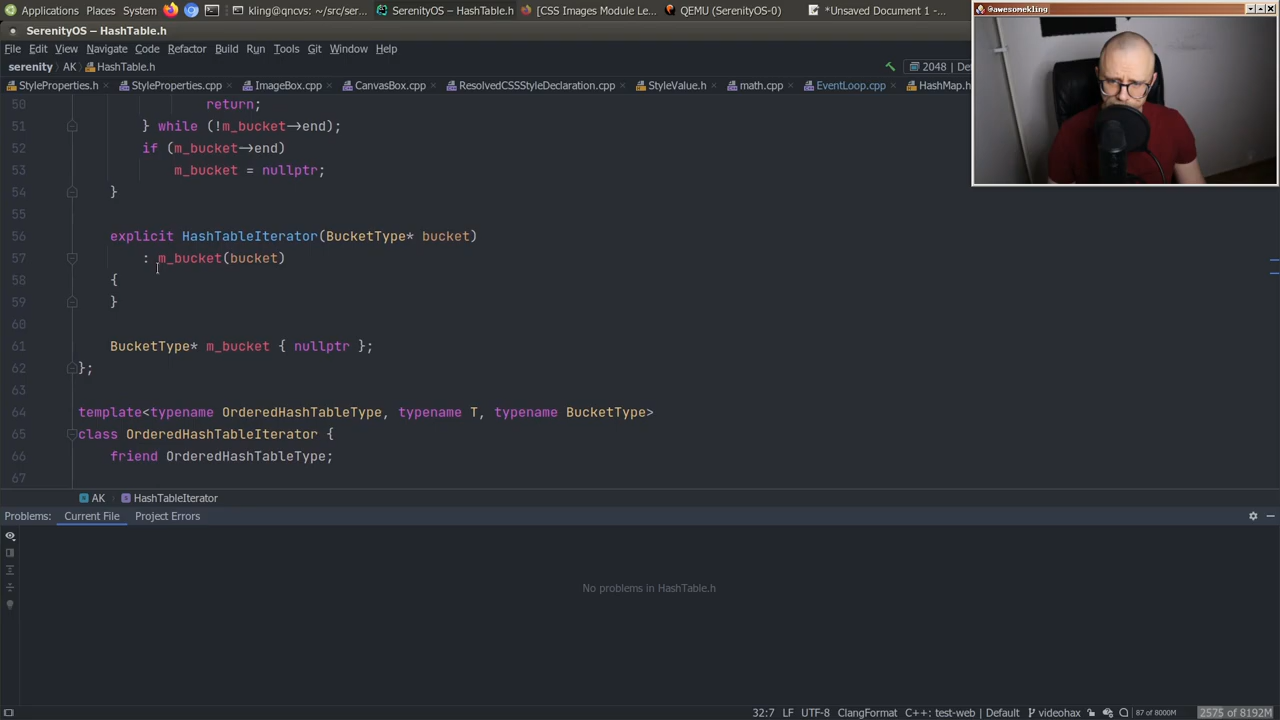 Applications Places System kling@qncvs: ~/src/ser... SerenityOS – HashTable.h [CSS Images Module Le... QEMU (SerenityOS-0) *Unsaved Document 1 -...
@awesomekling
SerenityOS – HashTable.h
File Edit View Navigate Code Refactor Build Run Tools Git Window Help
serenity AK HashTable.h 2048 | De
StyleProperties.h StyleProperties.cpp ImageBox.cpp CanvasBox.cpp ResolvedCSSStyleDeclaration.cpp StyleValue.h math.cpp EventLoop.cpp HashMap.h
50 return;
51 } while (!m_bucket->end);
52 if (m_bucket->end)
53 m_bucket = nullptr;
54 }
55
56 explicit HashTableIterator(BucketType* bucket)
57 : m_bucket(bucket)
58 {
59 }
60
61 BucketType* m_bucket { nullptr };
62 };
63
64 template<typename OrderedHashTableType, typename T, typename BucketType>
65 class OrderedHashTableIterator {
66 friend OrderedHashTableType;
67
AK HashTableIterator
Problems: Current File Project Errors
No problems in HashTable.h
32:7 LF UTF-8 ClangFormat C++: test-web | Default videohax 87 of 8000M 2575 of 8192M